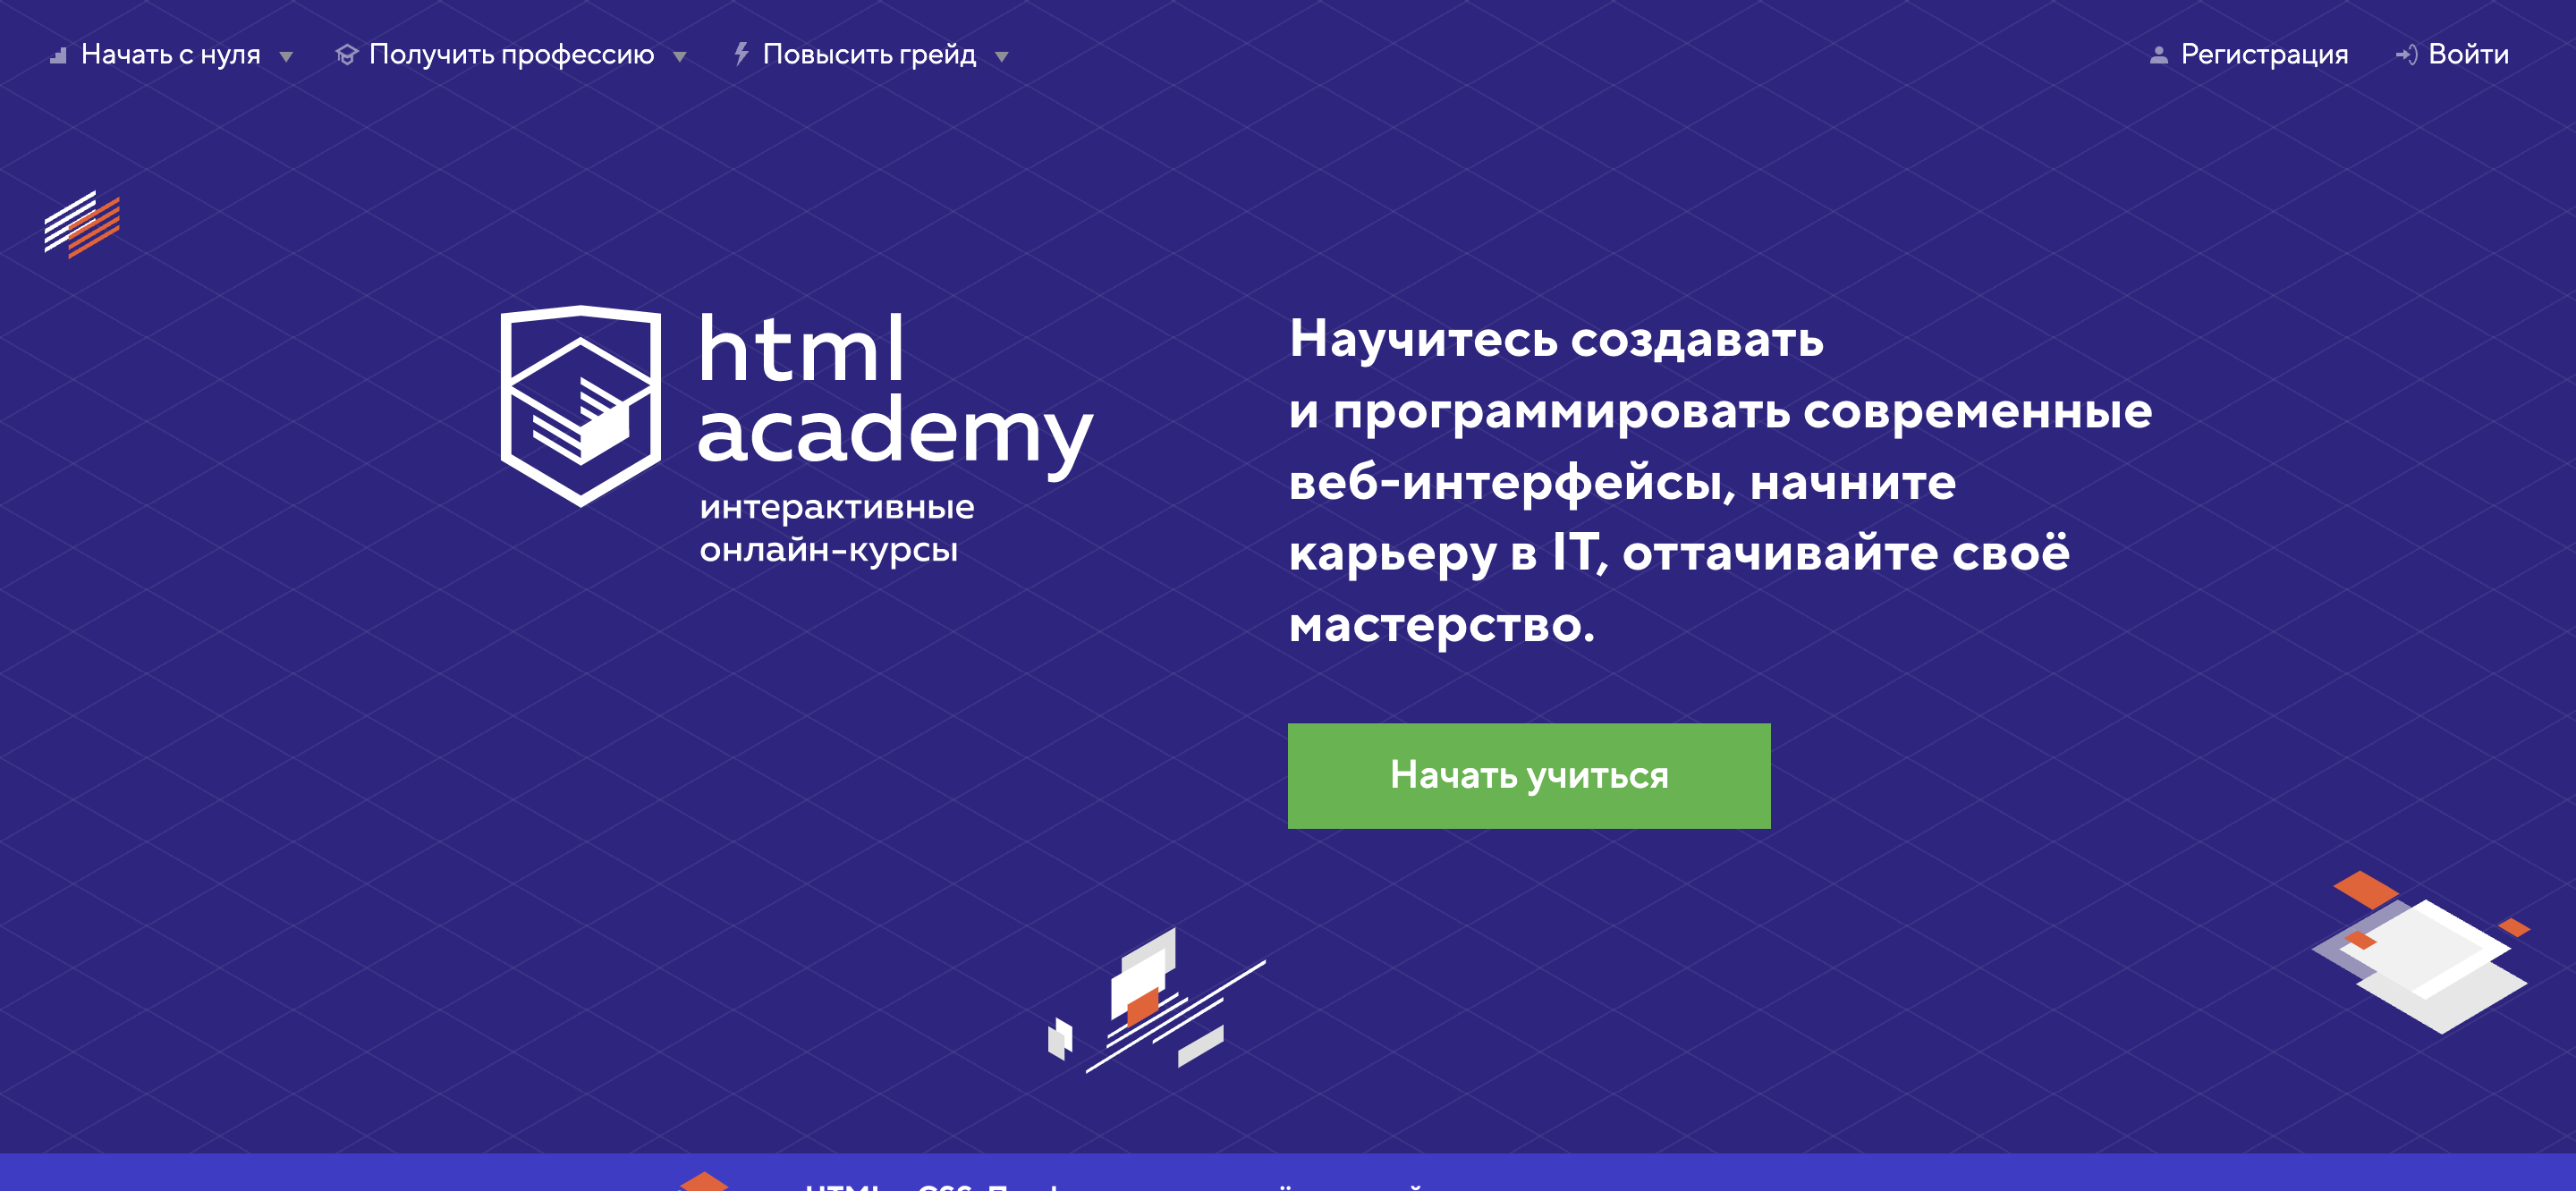 Начать с нуля Получить профессию Повысить грейд Регистрация Войти
html
academy
интерактивные
онлайн-курсы
Научитесь создавать
и программировать современные
веб-интерфейсы, начните
карьеру в IT, оттачивайте своё
мастерство.
Начать учиться